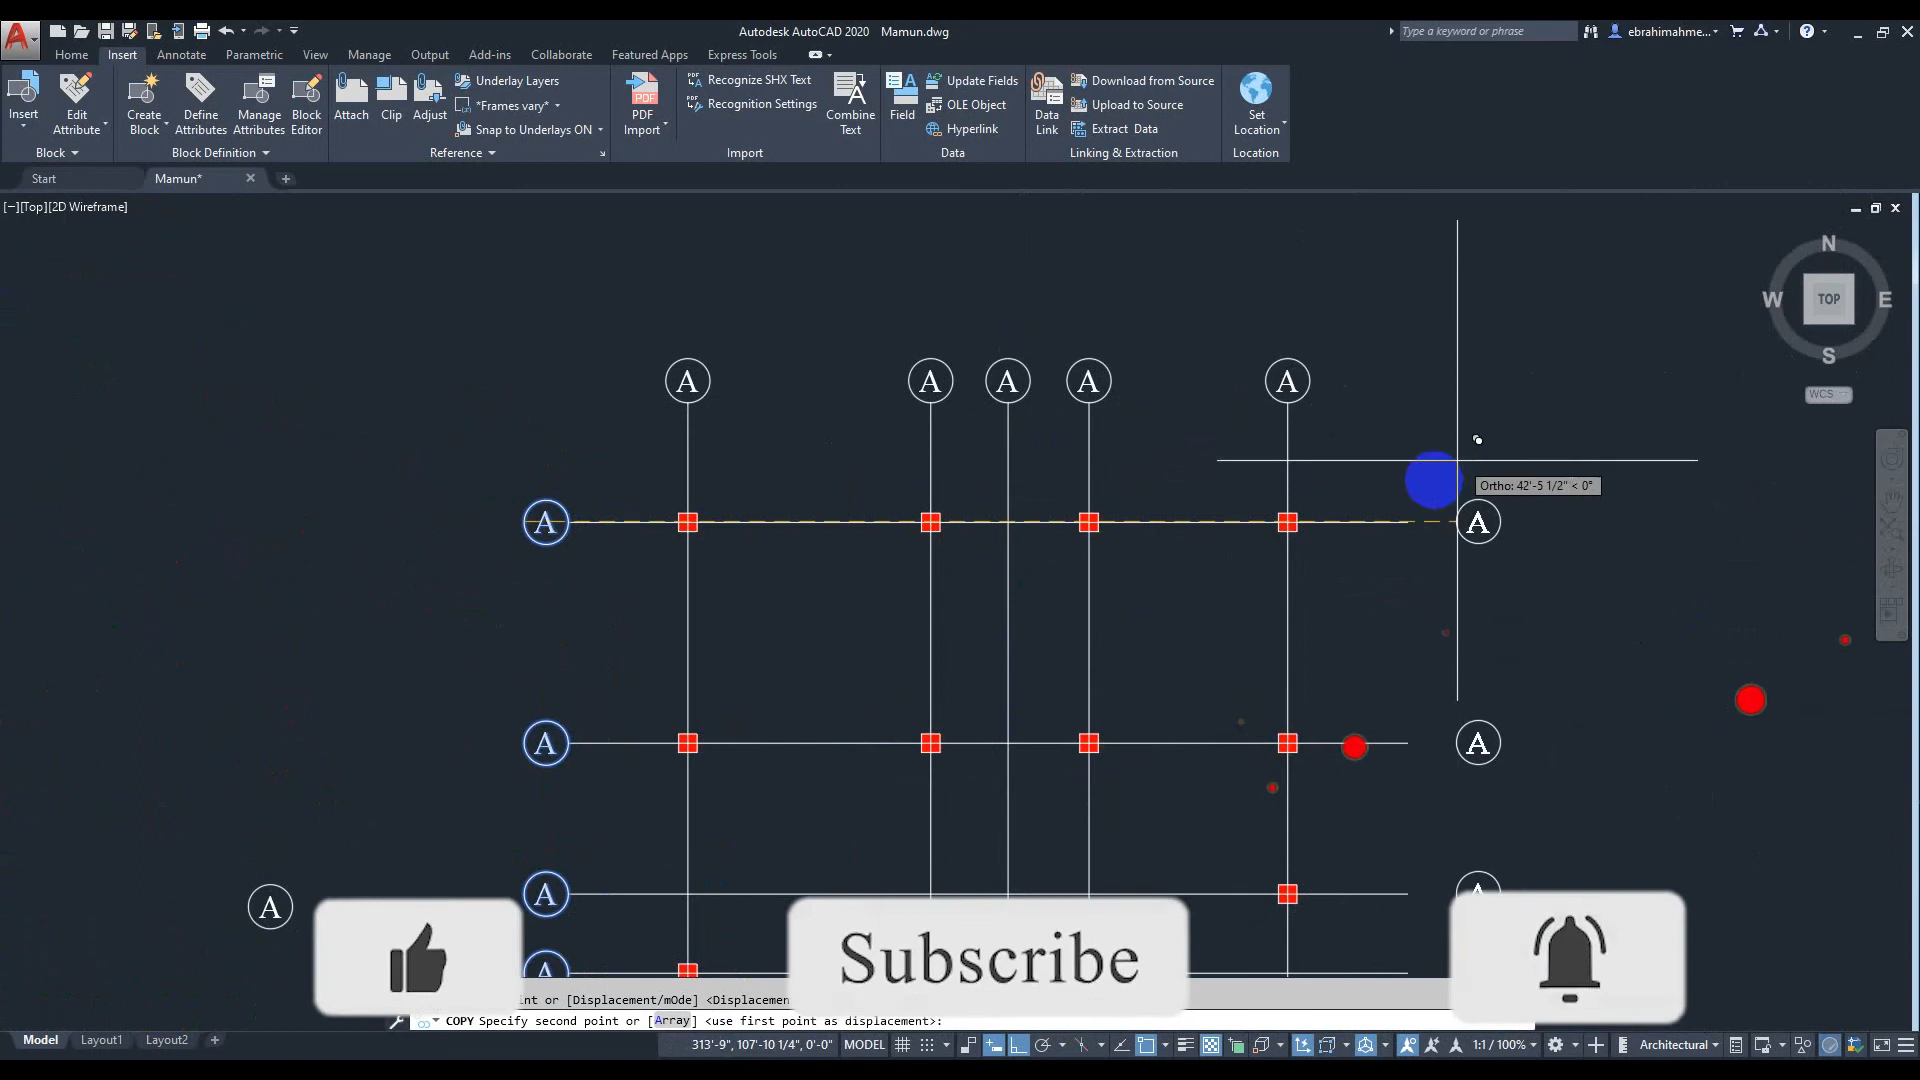 Autodesk AutoCAD 2020 Mamun.dwg
Type a keyword or phrase
ebrahimahme...
Home Insert Annotate Parametric View Manage Output Add-ins Collaborate Featured Apps Express Tools
Insert
Edit Attribute
Create Block
Define Attributes
Manage Attributes
Block Editor
Attach
Clip
Adjust
Underlay Layers
*Frames vary*
Snap to Underlays ON
PDF
PDF Import
Recognize SHX Text
Recognition Settings
Combine Text
Field
Update Fields
OLE Object
Hyperlink
Data Link
Download from Source
Upload to Source
Extract Data
Set Location
Block
Block Definition
Reference
Import
Data
Linking & Extraction
Location
Start Mamun*
[−][Top][2D Wireframe]
N
W TOP E
S
WCS
A A A A A
Ortho: 42'-5 1/2" < 0°
A A
A A
A
A
A
Subscribe
int or [Displacement/mOde] <Displacemen
COPY Specify second point or [Array] <use first point as displacement>:
Model Layout1 Layout2
313'-9", 107'-10 1/4", 0'-0" MODEL 1:1 / 100% Architectural